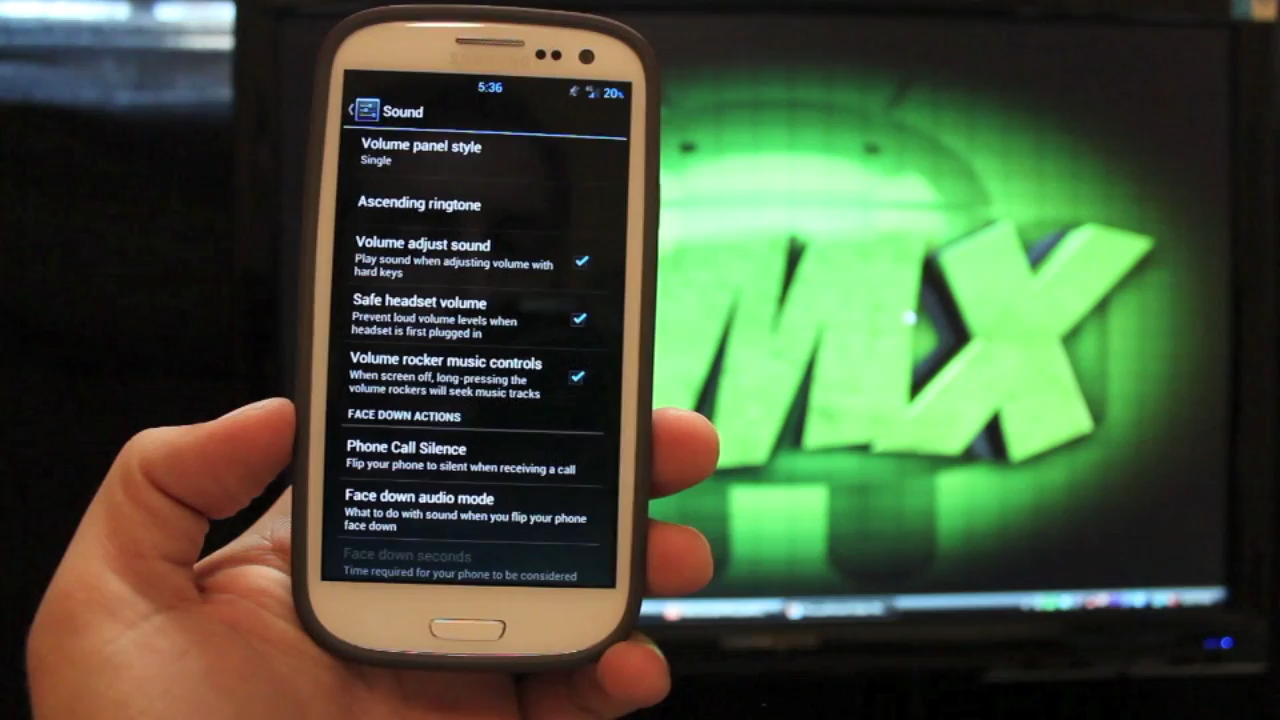 SAMSUNG
5:36
20%
Sound
Volume panel style
Single
Ascending ringtone
Volume adjust sound
Play sound when adjusting volume with
hard keys
Safe headset volume
Prevent loud volume levels when
headset is first plugged in
Volume rocker music controls
When screen off, long-pressing the
volume rockers will seek music tracks
FACE DOWN ACTIONS
Phone Call Silence
Flip your phone to silent when receiving a call
Face down audio mode
What to do with sound when you flip your phone
face down
Face down seconds
Time required for your phone to be considered
MX